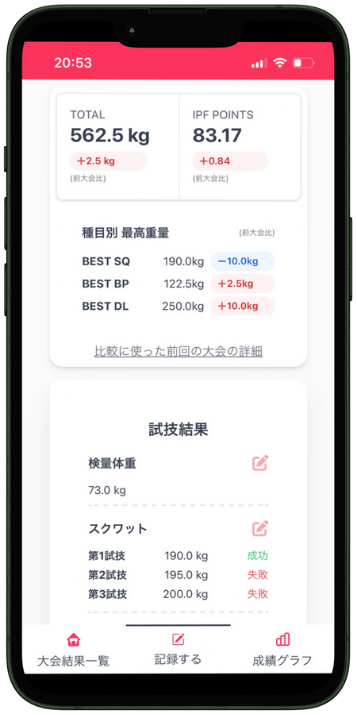 20:53
TOTAL
562.5 kg
+2.5 kg
(前大会比)
IPF POINTS
83.17
+0.84
(前大会比)
種目別 最高重量 (前大会比)
BEST SQ 190.0kg −10.0kg
BEST BP 122.5kg +2.5kg
BEST DL 250.0kg +10.0kg
比較に使った前回の大会の詳細
試技結果
検量体重
73.0 kg
スクワット
第1試技 190.0 kg 成功
第2試技 195.0 kg 失敗
第3試技 200.0 kg 失敗
大会結果一覧 記録する 成績グラフ